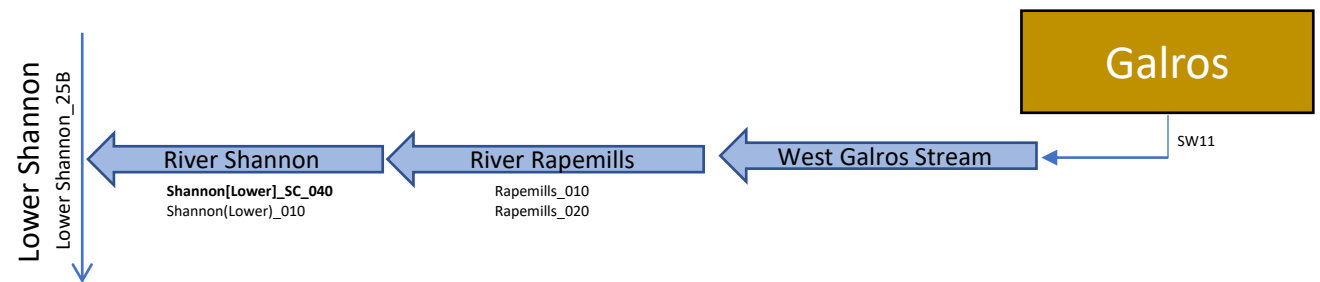 Lower Shannon
Lower Shannon_25B
Galros
SW11
West Galros Stream
River Rapemills
Rapemills_010
Rapemills_020
River Shannon
Shannon[Lower]_SC_040
Shannon(Lower)_010